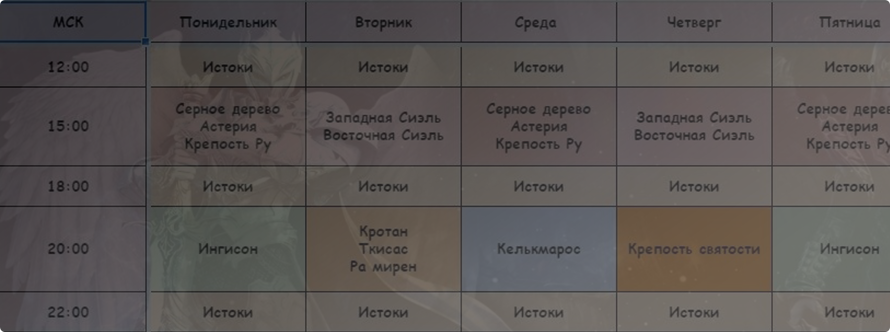 МСК Понидельник Вторник Среда Четверг Пятница
12:00 Истоки Истоки Истоки Истоки Истоки
15:00
Серное дерево
Астерия
Крепость Ру
Западная Сиэль
Восточная Сиэль
Серное дерево
Астерия
Крепость Ру
Западная Сиэль
Восточная Сиэль
Серное дерево
Астерия
Крепость Ру
18:00 Истоки Истоки Истоки Истоки Истоки
20:00
Ингисон
Кротан
Ткисас
Ра мирен
Келькмарос
Крепость святости
Ингисон
22:00 Истоки Истоки Истоки Истоки Истоки